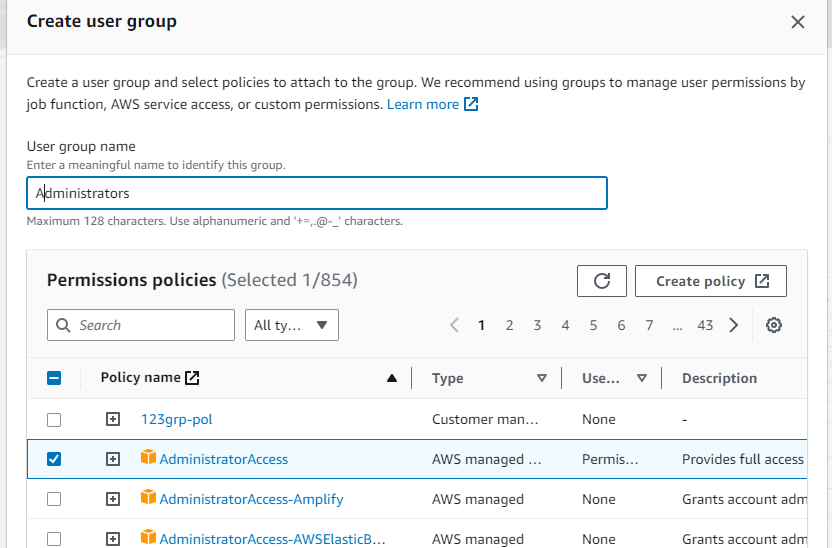 Create user group
Create a user group and select policies to attach to the group. We recommend using groups to manage user permissions by
job function, AWS service access, or custom permissions. Learn more
User group name
Enter a meaningful name to identify this group.
Administrators
Maximum 128 characters. Use alphanumeric and '+=,.@-_' characters.
Permissions policies (Selected 1/854)
Create policy
Search
All ty...
1 2 3 4 5 6 7 ... 43
Policy name Type Use... Description
123grp-pol Customer man... None -
AdministratorAccess AWS managed ... Permis... Provides full access
AdministratorAccess-Amplify AWS managed None Grants account adm
AdministratorAccess-AWSElasticB... AWS managed None Grants account adm